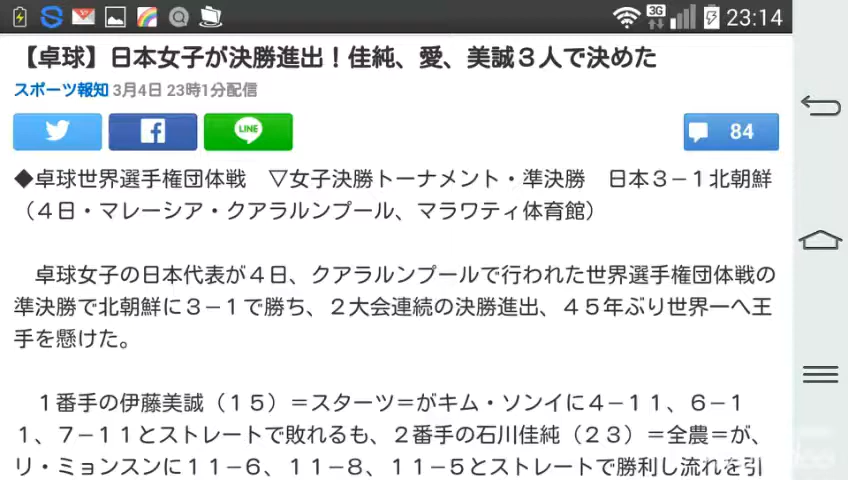 3G
23:14
【卓球】日本女子が決勝進出！佳純、愛、美誠３人で決めた
スポーツ報知 3月4日 23時1分配信
LINE
84
◆卓球世界選手権団体戦　▽女子決勝トーナメント・準決勝　日本３－１北朝鮮
（４日・マレーシア・クアラルンプール、マラワティ体育館）
卓球女子の日本代表が４日、クアラルンプールで行われた世界選手権団体戦の
準決勝で北朝鮮に３－１で勝ち、２大会連続の決勝進出、４５年ぶり世界一へ王
手を懸けた。
１番手の伊藤美誠（１５）＝スターツ＝がキム・ソンイに４－１１、６－１
１、７－１１とストレートで敗れるも、２番手の石川佳純（２３）＝全農＝が、
リ・ミョンスンに１１－６、１１－８、１１－５とストレートで勝利し流れを引